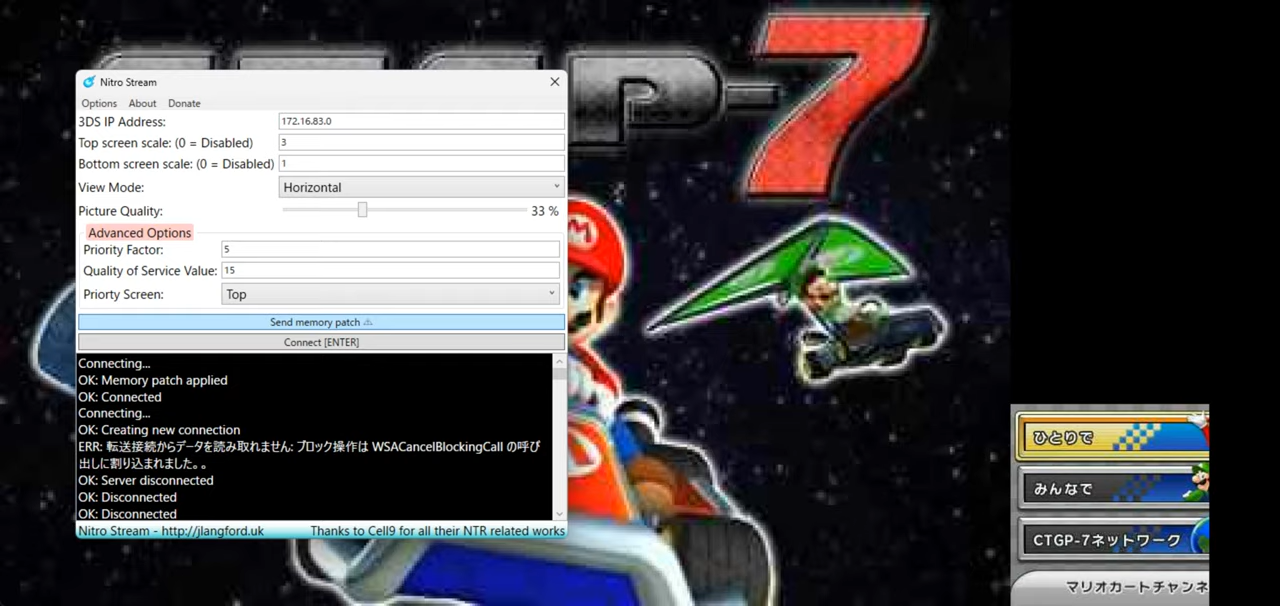 CTGP-7
Nitro Stream
Options About Donate
3DS IP Address: 172.16.83.0
Top screen scale: (0 = Disabled) 3
Bottom screen scale: (0 = Disabled) 1
View Mode: Horizontal
Picture Quality: 33 %
Advanced Options
Priority Factor: 5
Quality of Service Value: 15
Priorty Screen: Top
Send memory patch ⚠
Connect [ENTER]
Connecting...
OK: Memory patch applied
OK: Connected
Connecting...
OK: Creating new connection
ERR: 転送接続からデータを読み取れません: ブロック操作は WSACancelBlockingCall の呼び
出しに割り込まれました。。
OK: Server disconnected
OK: Disconnected
OK: Disconnected
Nitro Stream - http://jlangford.uk Thanks to Cell9 for all their NTR related works
M
ひとりで
みんなで
CTGP-7ネットワーク
マリオカートチャンネ